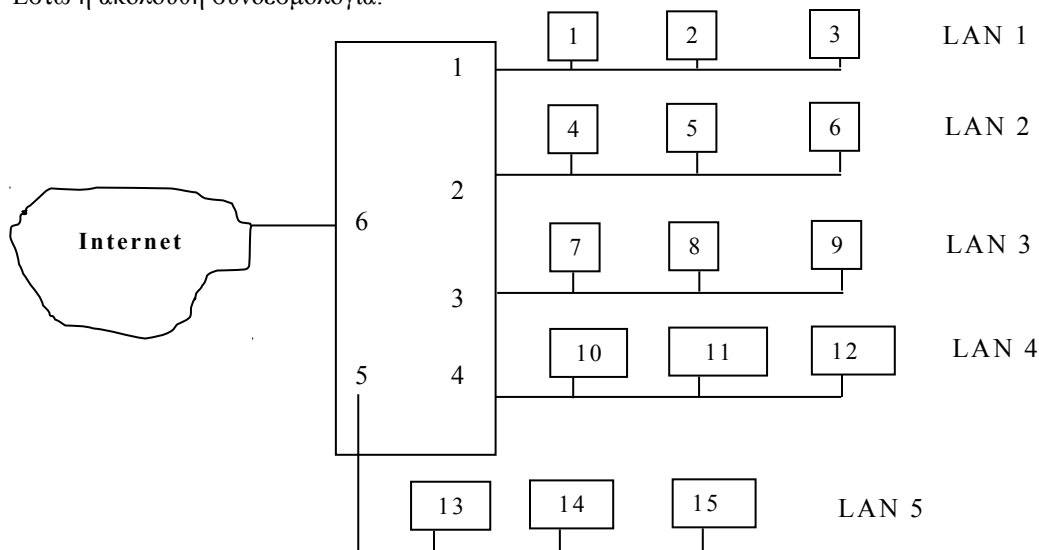 Έστω η ακόλουθη συνδεσμολογία:
1 2 3 LAN 1
1
4 5 6 LAN 2
2
6
Internet
7 8 9 LAN 3
3
10 11 12 LAN 4
5 4
13 14 15 LAN 5